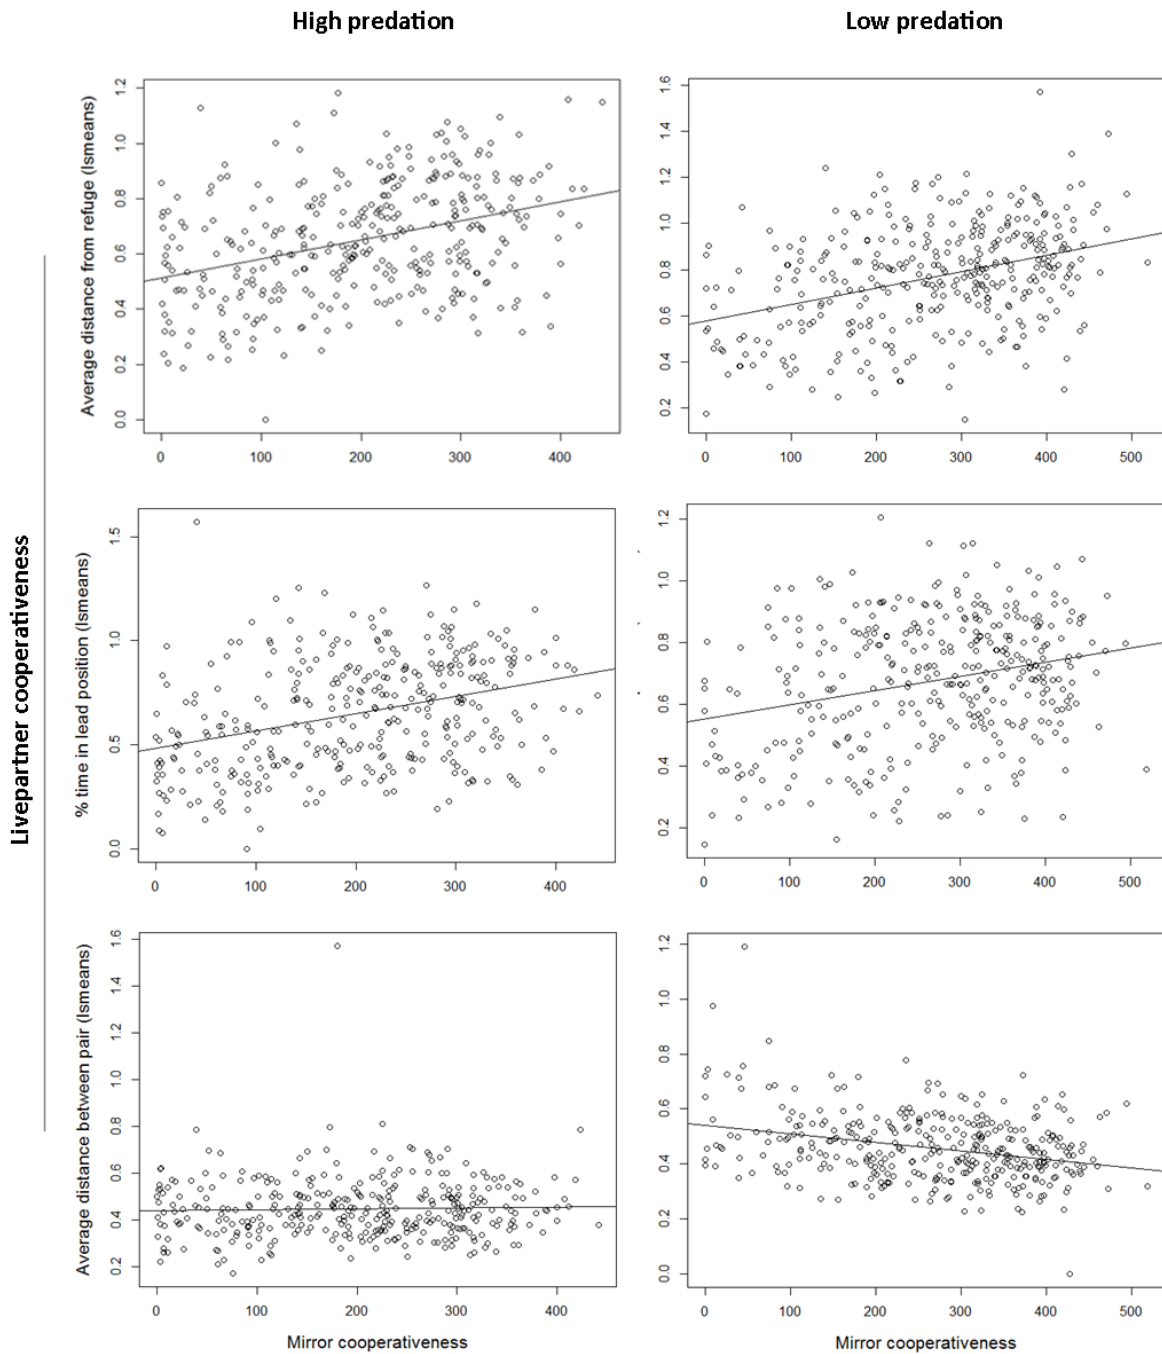 High predation
Low predation
Livepartner cooperativeness
Average distance from refuge (lsmeans)
0.0 0.2 0.4 0.6 0.8 1.0 1.2
0 100 200 300 400
0.2 0.4 0.6 0.8 1.0 1.2 1.4 1.6
0 100 200 300 400 500
% time in lead position (lsmeans)
0.0 0.5 1.0 1.5
0 100 200 300 400
0.2 0.4 0.6 0.8 1.0 1.2
0 100 200 300 400 500
Average distance between pair (lsmeans)
0.2 0.4 0.6 0.8 1.0 1.2 1.4 1.6
0 100 200 300 400
Mirror cooperativeness
0.0 0.2 0.4 0.6 0.8 1.0 1.2
0 100 200 300 400 500
Mirror cooperativeness